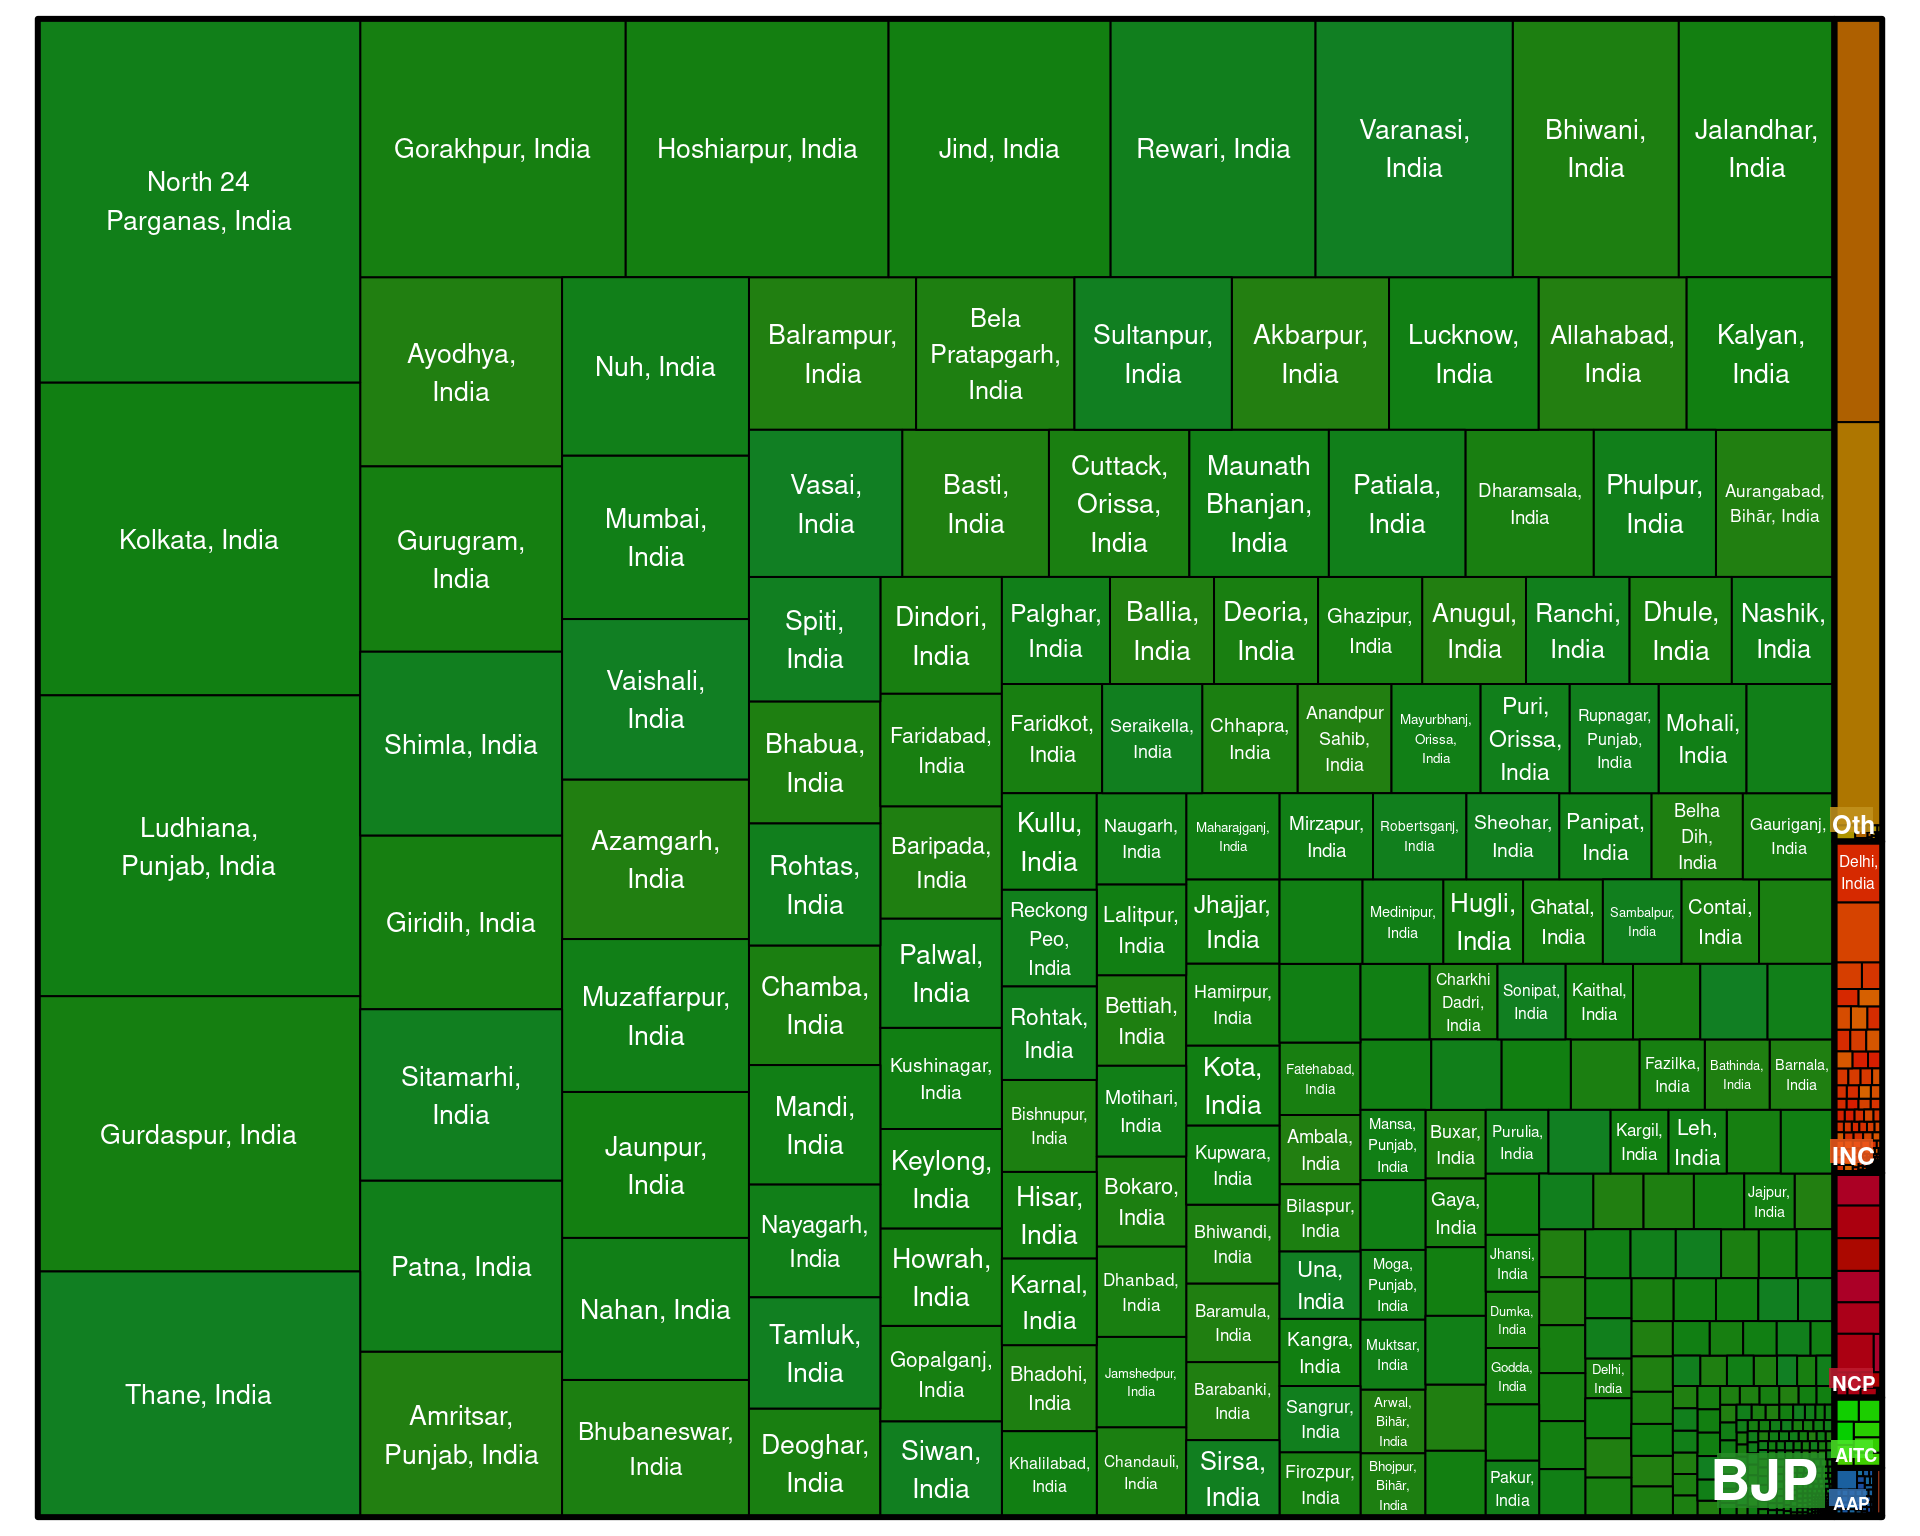 North 24
Parganas, India
Kolkata, India
Ludhiana,
Punjab, India
Gurdaspur, India
Thane, India
Gorakhpur, India
Hoshiarpur, India
Jind, India
Rewari, India
Varanasi,
India
Bhiwani,
India
Jalandhar,
India
Ayodhya,
India
Gurugram,
India
Shimla, India
Giridih, India
Sitamarhi,
India
Patna, India
Amritsar,
Punjab, India
Nuh, India
Mumbai,
India
Vaishali,
India
Azamgarh,
India
Muzaffarpur,
India
Jaunpur,
India
Nahan, India
Bhubaneswar,
India
Balrampur,
India
Bela
Pratapgarh,
India
Sultanpur,
India
Akbarpur,
India
Lucknow,
India
Allahabad,
India
Kalyan,
India
Vasai,
India
Basti,
India
Cuttack,
Orissa,
India
Maunath
Bhanjan,
India
Patiala,
India
Dharamsala,
India
Phulpur,
India
Aurangabad,
Bihār, India
Spiti,
India
Bhabua,
India
Rohtas,
India
Chamba,
India
Mandi,
India
Nayagarh,
India
Tamluk,
India
Deoghar,
India
Dindori,
India
Faridabad,
India
Baripada,
India
Palwal,
India
Kushinagar,
India
Keylong,
India
Howrah,
India
Gopalganj,
India
Siwan,
India
Palghar,
India
Ballia,
India
Deoria,
India
Ghazipur,
India
Anugul,
India
Ranchi,
India
Dhule,
India
Nashik,
India
Faridkot,
India
Seraikella,
India
Chhapra,
India
Anandpur
Sahib,
India
Mayurbhanj,
Orissa,
India
Puri,
Orissa,
India
Rupnagar,
Punjab,
India
Mohali,
India
Kullu,
India
Reckong
Peo,
India
Rohtak,
India
Bishnupur,
India
Hisar,
India
Karnal,
India
Bhadohi,
India
Khalilabad,
India
Naugarh,
India
Lalitpur,
India
Bettiah,
India
Motihari,
India
Bokaro,
India
Dhanbad,
India
Jamshedpur,
India
Chandauli,
India
Maharajganj,
India
Mirzapur,
India
Robertsganj,
India
Sheohar,
India
Panipat,
India
Belha
Dih,
India
Gauriganj,
India
Jhajjar,
India
Hamirpur,
India
Kota,
India
Kupwara,
India
Bhiwandi,
India
Baramula,
India
Barabanki,
India
Sirsa,
India
Medinipur,
India
Hugli,
India
Ghatal,
India
Sambalpur,
India
Contai,
India
Charkhi
Dadri,
India
Sonipat,
India
Kaithal,
India
Fatehabad,
India
Ambala,
India
Bilaspur,
India
Una,
India
Kangra,
India
Sangrur,
India
Firozpur,
India
Fazilka,
India
Bathinda,
India
Barnala,
India
Mansa,
Punjab,
India
Moga,
Punjab,
India
Muktsar,
India
Arwal,
Bihār,
India
Bhojpur,
Bihār,
India
Buxar,
India
Gaya,
India
Purulia,
India
Kargil,
India
Leh,
India
Jajpur,
India
Jhansi,
India
Dumka,
India
Godda,
India
Pakur,
India
Delhi,
India
BJP
Oth
Delhi,
India
INC
NCP
AITC
AAP